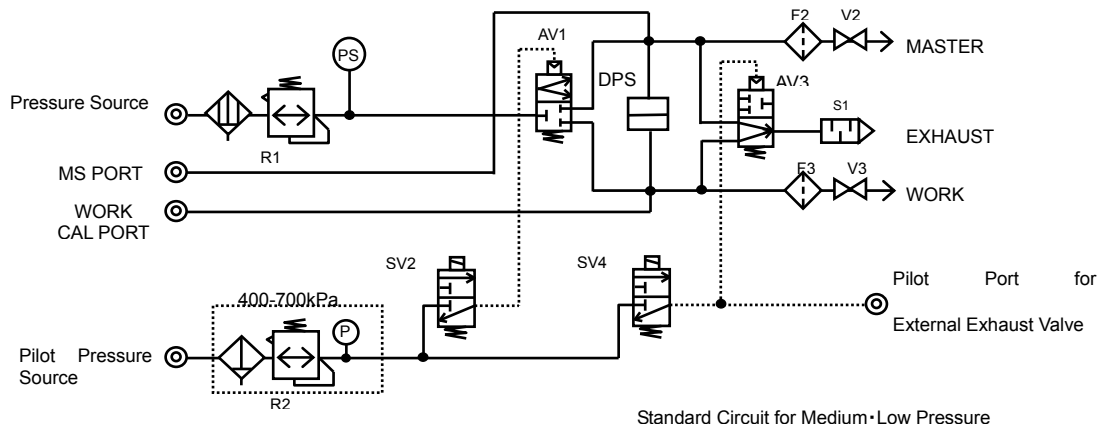 F2
V2
AV1
MASTER
PS
DPS
AV3
Pressure Source
S1
EXHAUST
R1
F3
V3
MS PORT
WORK
WORK
CAL PORT
SV2
SV4
Pilot Port for
External Exhaust Valve
400-700kPa
P
Pilot Pressure
Source
R2
Standard Circuit for Medium・Low Pressure